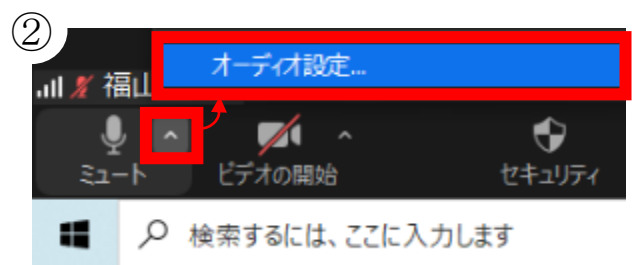 ②
オーディオ設定...
福山
ミュート
ビデオの開始
セキュリティ
検索するには、ここに入力します